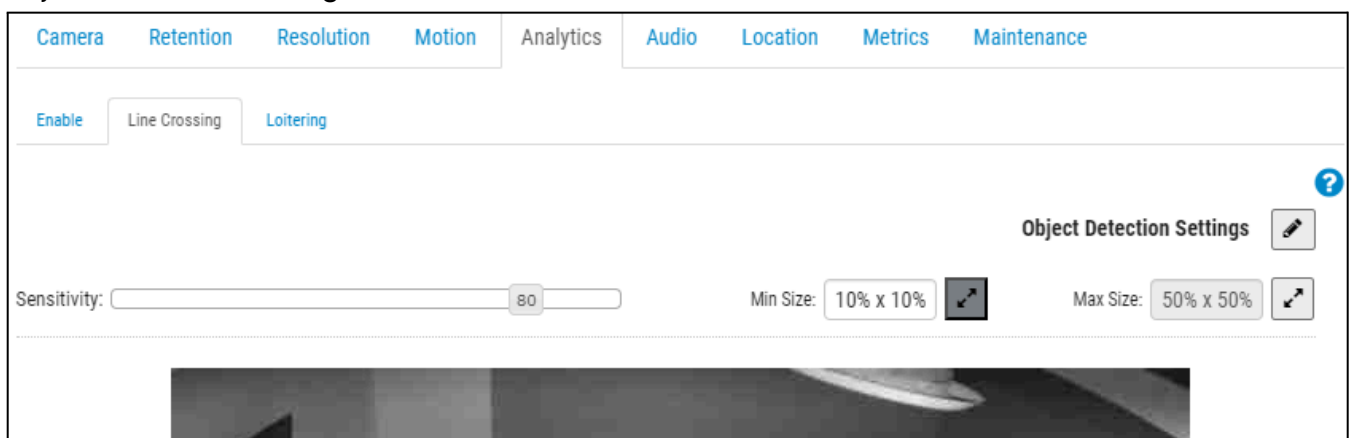 Camera Retention Resolution Motion Analytics Audio Location Metrics Maintenance
Enable Line Crossing Loitering
?
Object Detection Settings
Sensitivity: 80 Min Size: 10% x 10% Max Size: 50% x 50%